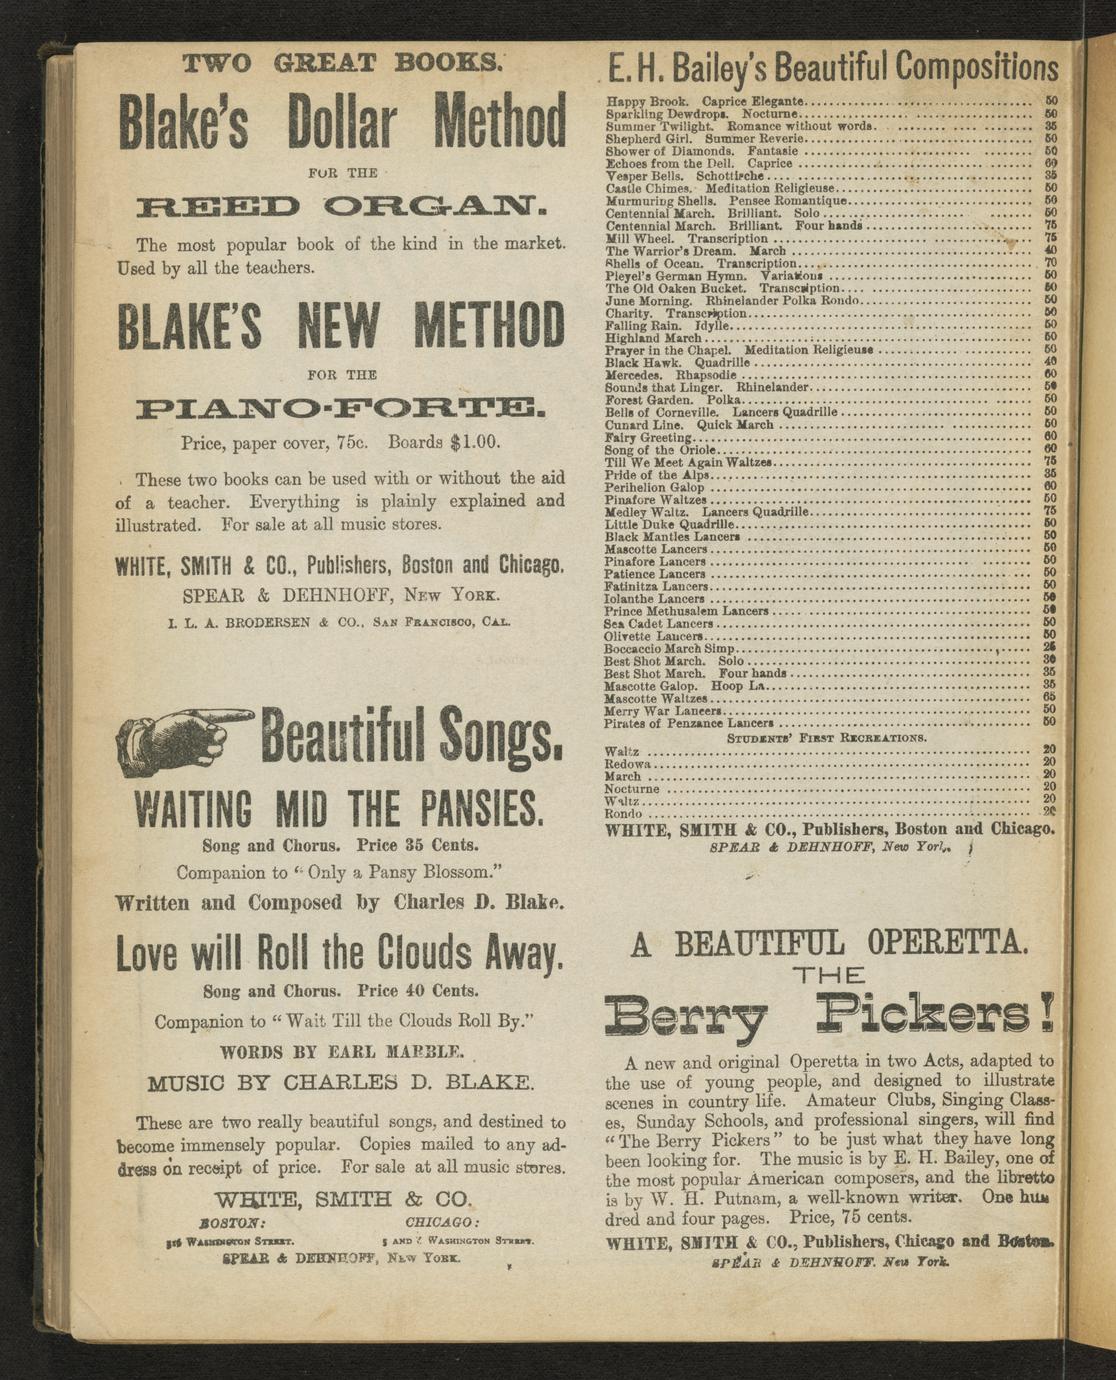 TWO GREAT BOOKS.
Blake's Dollar Method
FOR THE
REED ORGAN.
The most popular book of the kind in the market.
Used by all the teachers.
BLAKE'S NEW METHOD
FOR THE
PIANO-FORTE.
Price, paper cover, 75c. Boards $1.00.
These two books can be used with or without the aid
of a teacher. Everything is plainly explained and
illustrated. For sale at all music stores.
WHITE, SMITH & CO., Publishers, Boston and Chicago.
SPEAR & DEHNHOFF, NEW YORK.
I. L. A. BRODERSEN & CO., SAN FRANCISCO, CAL.
Beautiful Songs.
WAITING MID THE PANSIES.
Song and Chorus. Price 35 Cents.
Companion to "Only a Pansy Blossom."
Written and Composed by Charles D. Blake.
Love will Roll the Clouds Away.
Song and Chorus. Price 40 Cents.
Companion to "Wait Till the Clouds Roll By."
WORDS BY EARL MARBLE.
MUSIC BY CHARLES D. BLAKE.
These are two really beautiful songs, and destined to
become immensely popular. Copies mailed to any ad-
dress on receipt of price. For sale at all music stores.
WHITE, SMITH & CO.
BOSTON: CHICAGO:
516 WASHINGTON STREET. 5 AND 7 WASHINGTON STREET.
SPEAR & DEHNHOFF, NEW YORK.
E. H. Bailey's Beautiful Compositions
Happy Brook. Caprice Elegante 50
Sparkling Dewdrops. Nocturne 50
Summer Twilight. Romance without words. 35
Shepherd Girl. Summer Reverie 50
Shower of Diamonds. Fantasie 50
Echoes from the Dell. Caprice 60
Vesper Bells. Schottische 35
Castle Chimes. Meditation Religieuse 50
Murmuring Shells. Pensee Romantique 50
Centennial March. Brilliant. Solo 50
Centennial March. Brilliant. Four hands 75
Mill Wheel. Transcription 75
The Warrior's Dream. March 40
Shells of Ocean. Transcription 70
Pleyel's German Hymn. Variations 50
The Old Oaken Bucket. Transcription 50
June Morning. Rhinelander Polka Rondo 50
Charity. Transcription 50
Falling Rain. Idylle 50
Highland March 50
Prayer in the Chapel. Meditation Religieuse 50
Black Hawk. Quadrille 40
Mercedes. Rhapsodie 60
Sounds that Linger. Rhinelander 50
Forest Garden. Polka 50
Bells of Corneville. Lancers Quadrille 50
Cunard Line. Quick March 50
Fairy Greeting 60
Song of the Oriole 60
Till We Meet Again Waltzes 75
Pride of the Alps 35
Perihelion Galop 60
Pinafore Waltzes 50
Medley Waltz. Lancers Quadrille 75
Little Duke Quadrille 50
Black Mantles Lancers 50
Mascotte Lancers 50
Pinafore Lancers 50
Patience Lancers 50
Fatinitza Lancers 50
Iolanthe Lancers 50
Prince Methusalem Lancers 50
Sea Cadet Lancers 50
Olivette Lancers 50
Boccaccio March Simp 25
Best Shot March. Solo 30
Best Shot March. Four hands 35
Mascotte Galop. Hoop La 35
Mascotte Waltzes 65
Merry War Lancers 50
Pirates of Penzance Lancers 50
STUDENTS' FIRST RECREATIONS.
Waltz 20
Redowa 20
March 20
Nocturne 20
Waltz 20
Rondo 20
WHITE, SMITH & CO., Publishers, Boston and Chicago.
SPEAR & DEHNHOFF, New York.
A BEAUTIFUL OPERETTA.
THE
Berry Pickers!
A new and original Operetta in two Acts, adapted to
the use of young people, and designed to illustrate
scenes in country life. Amateur Clubs, Singing Class-
es, Sunday Schools, and professional singers, will find
"The Berry Pickers" to be just what they have long
been looking for. The music is by E. H. Bailey, one of
the most popular American composers, and the libretto
is by W. H. Putnam, a well-known writer. One hun
dred and four pages. Price, 75 cents.
WHITE, SMITH & CO., Publishers, Chicago and Boston.
SPEAR & DEHNHOFF. New York.